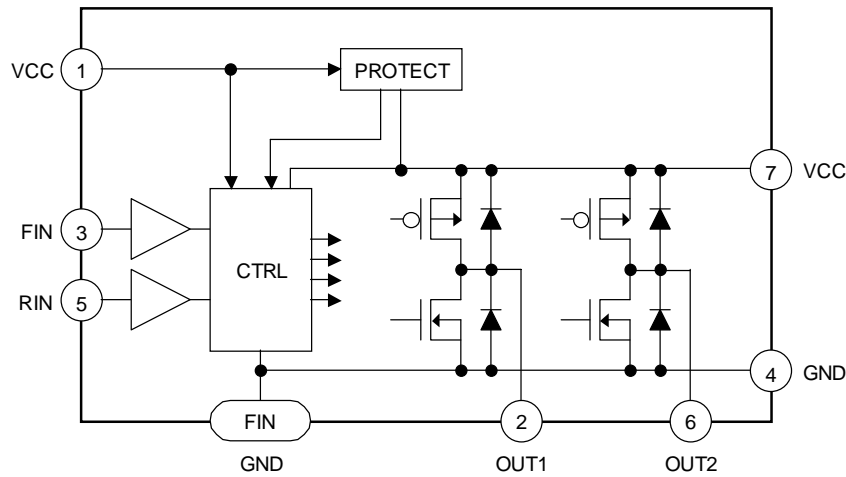 VCC 1
PROTECT
7 VCC
FIN 3
CTRL
RIN 5
4 GND
FIN
2
6
GND
OUT1
OUT2